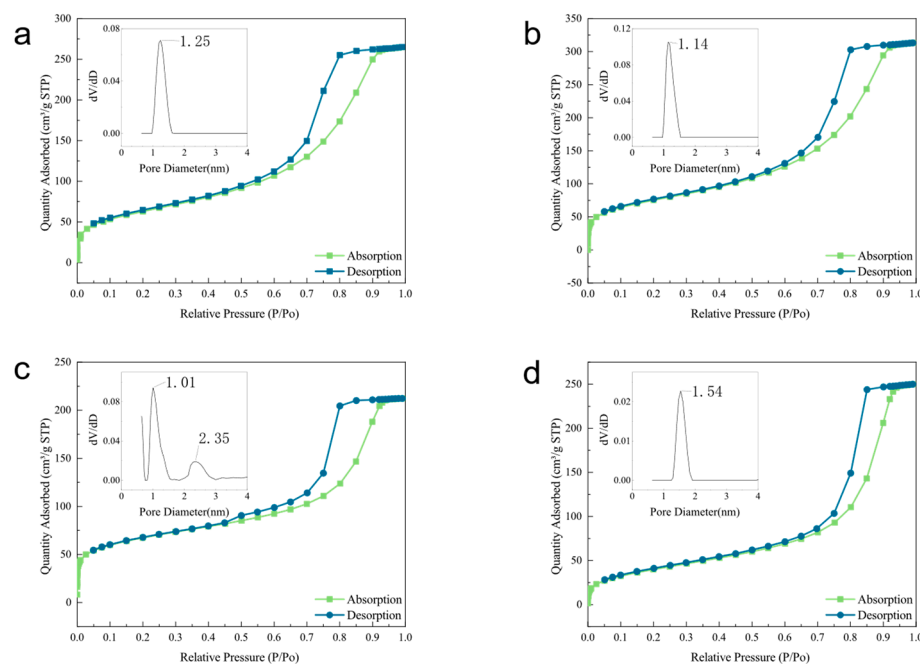 a
Quantity Adsorbed (cm³/g STP)
300
250
200
150
100
50
0
0.0 0.1 0.2 0.3 0.4 0.5 0.6 0.7 0.8 0.9 1.0
Relative Pressure (P/Po)
Absorption
Desorption
dV/dD
0.08
0.04
0.00
1.25
0 1 2 3 4
Pore Diameter(nm)
b
Quantity Adsorbed (cm³/g STP)
350
300
250
200
150
100
50
0
-50
0.0 0.1 0.2 0.3 0.4 0.5 0.6 0.7 0.8 0.9 1.0
Relative Pressure (P/Po)
Absorption
Desorption
dV/dD
0.12
0.08
0.04
0.00
1.14
0 1 2 3 4
Pore Diameter(nm)
c
Quantity Adsorbed (cm³/g STP)
250
200
150
100
50
0
0.0 0.1 0.2 0.3 0.4 0.5 0.6 0.7 0.8 0.9 1.0
Relative Pressure (P/Po)
Absorption
Desorption
dV/dD
0.08
0.04
0.00
1.01
2.35
0 1 2 3 4
Pore Diameter(nm)
d
Quantity Adsorbed (cm³/g STP)
250
200
150
100
50
0
0.0 0.1 0.2 0.3 0.4 0.5 0.6 0.7 0.8 0.9 1.0
Relative Pressure (P/Po)
Absorption
Desorption
dV/dD
0.02
0.01
0.00
1.54
0 1 2 3 4
Pore Diameter(nm)